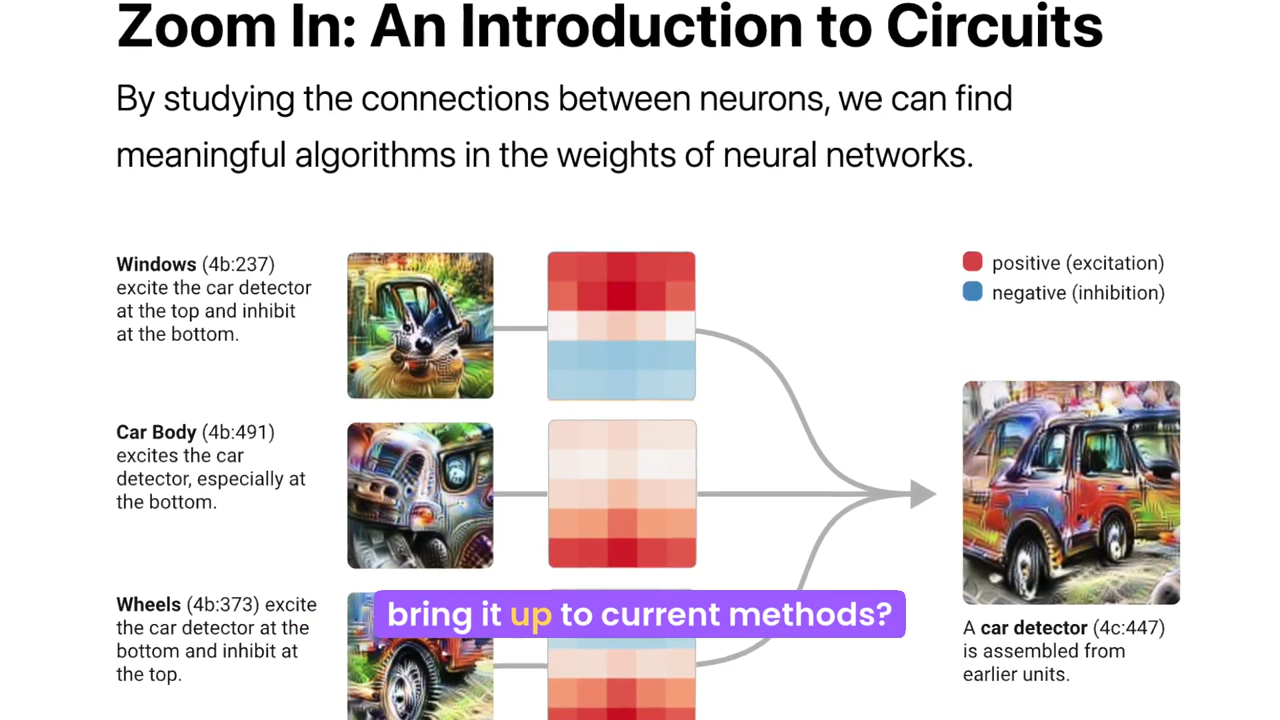 Zoom In: An Introduction to Circuits
By studying the connections between neurons, we can find
meaningful algorithms in the weights of neural networks.
Windows (4b:237)
excite the car detector
at the top and inhibit
at the bottom.
positive (excitation)
negative (inhibition)
Car Body (4b:491)
excites the car
detector, especially at
the bottom.
Wheels (4b:373) excite
the car detector at the
bottom and inhibit at
the top.
bring it up to current methods?
A car detector (4c:447)
is assembled from
earlier units.